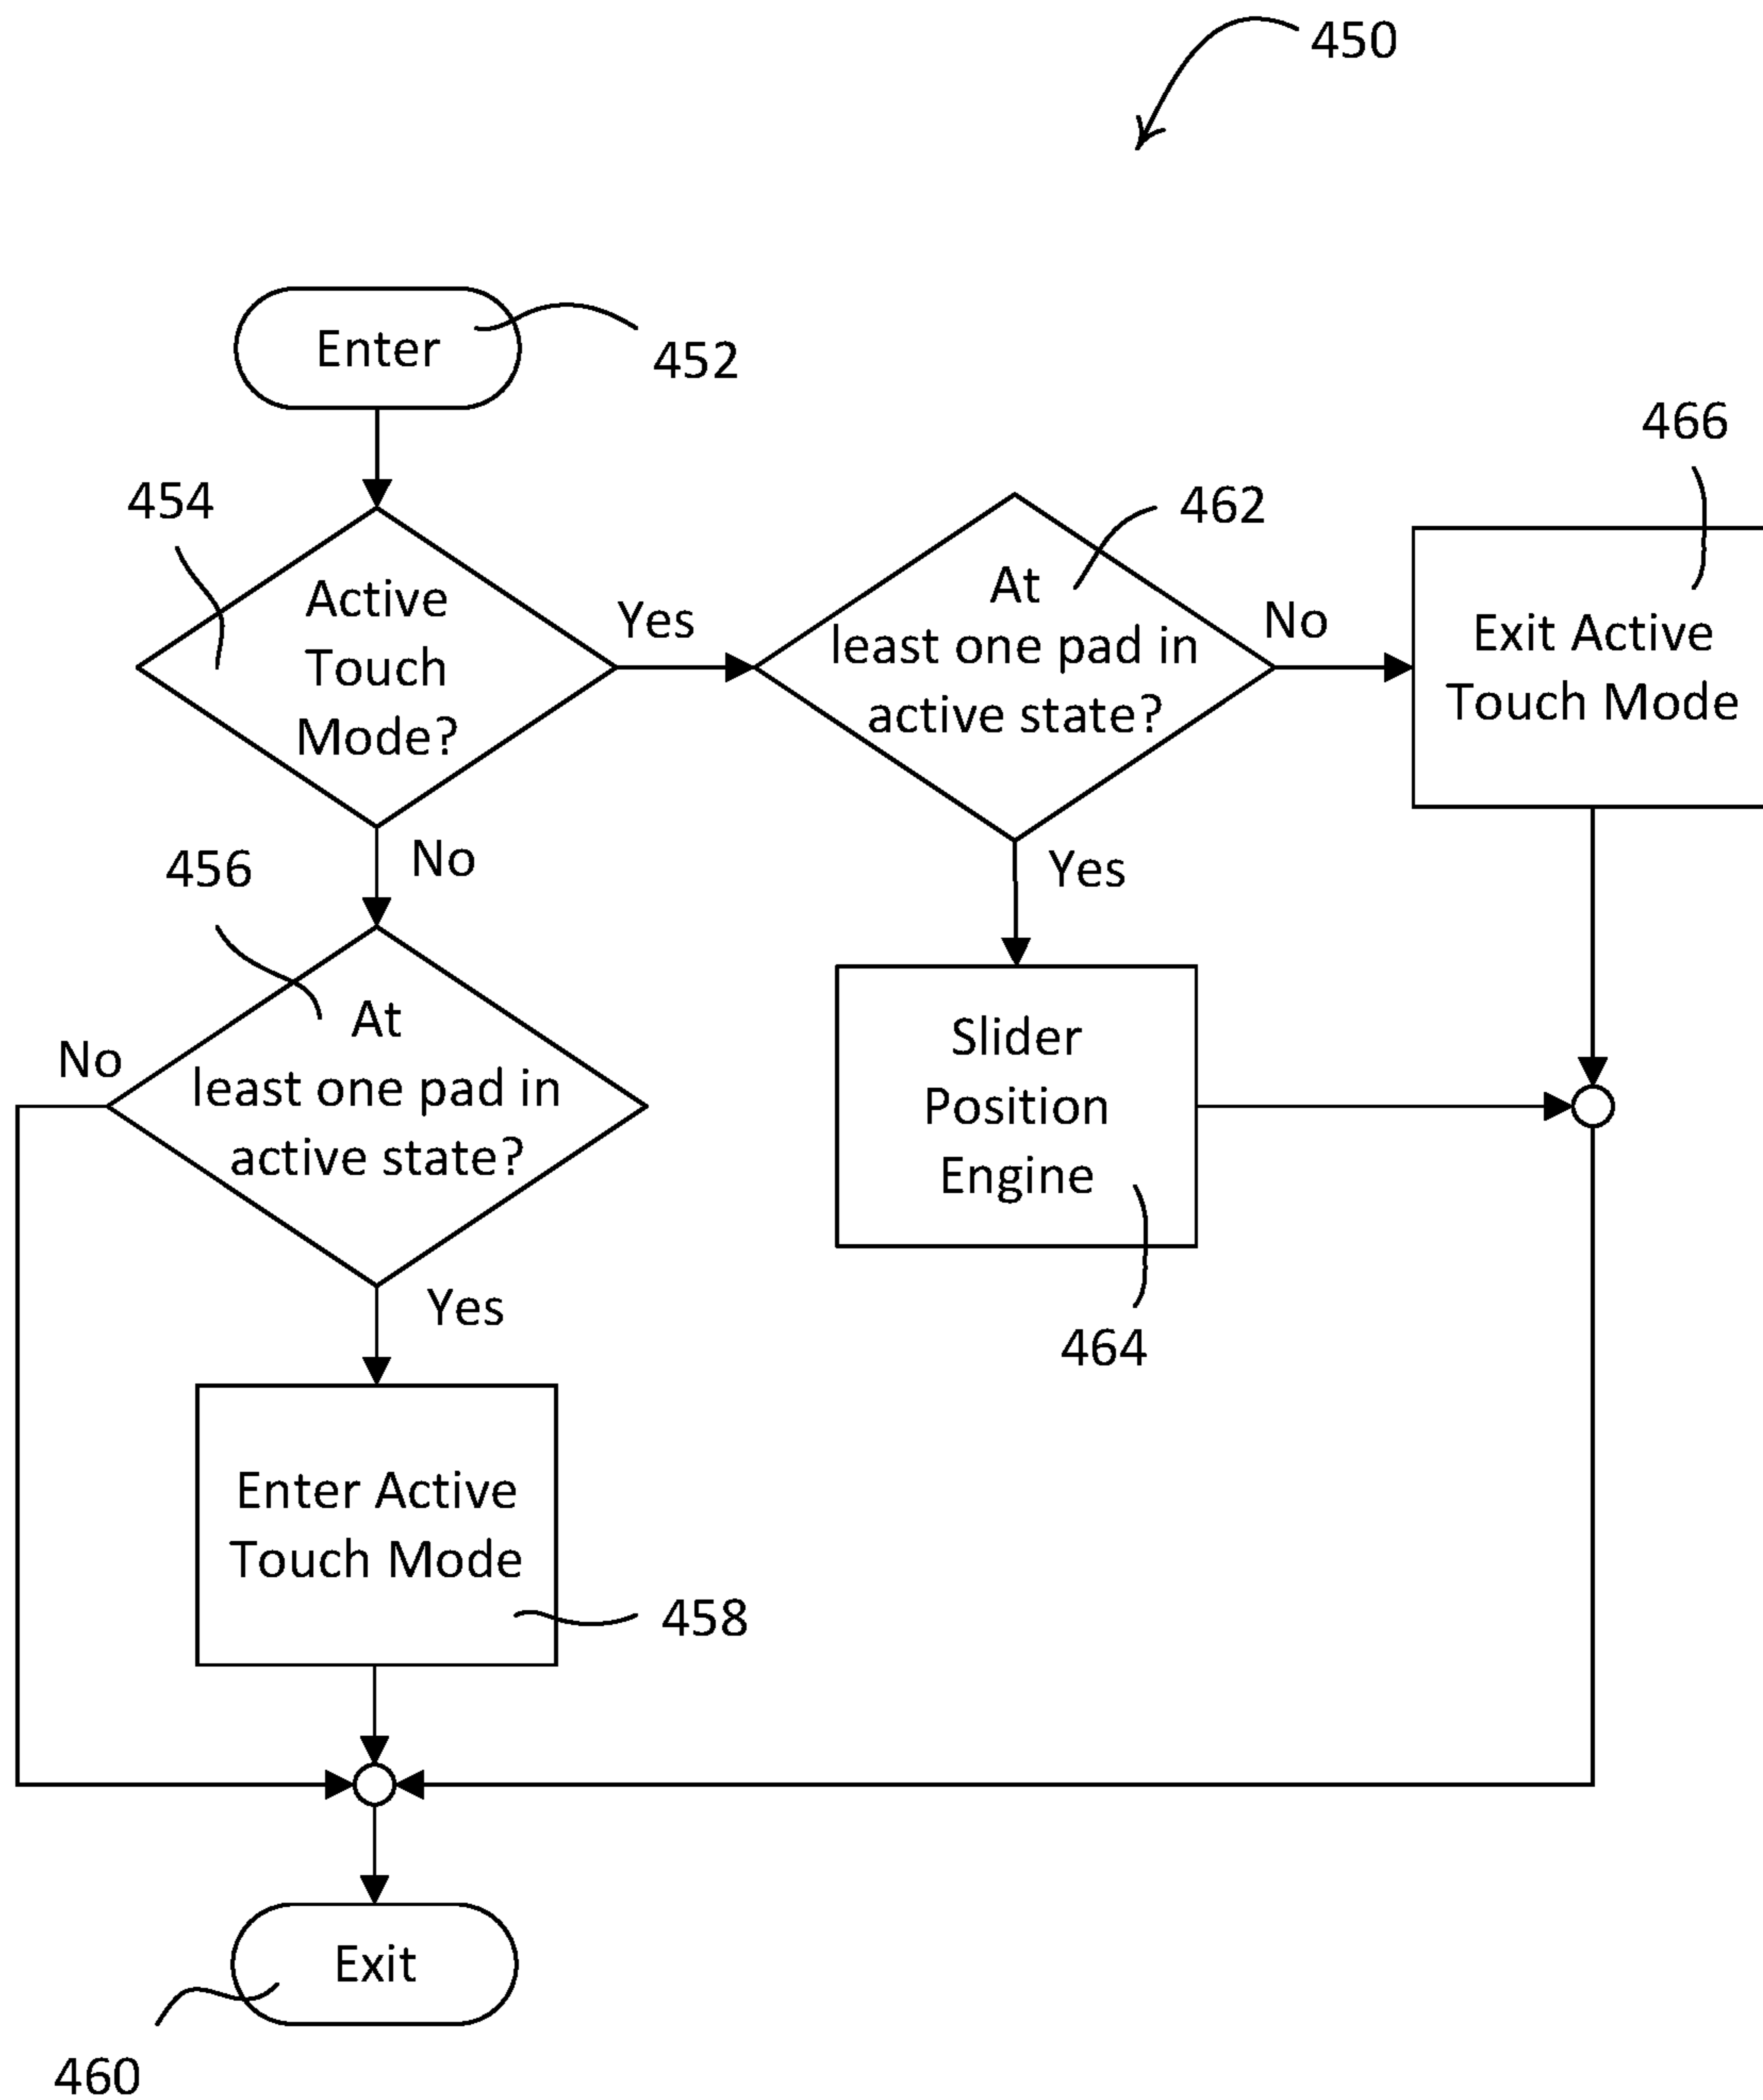 450
Enter
452
454
Active
Touch
Mode?
Yes
462
At
least one pad in
active state?
No
466
Exit Active
Touch Mode
No
Yes
456
At
least one pad in
active state?
No
Yes
Slider
Position
Engine
464
Enter Active
Touch Mode
458
Exit
460